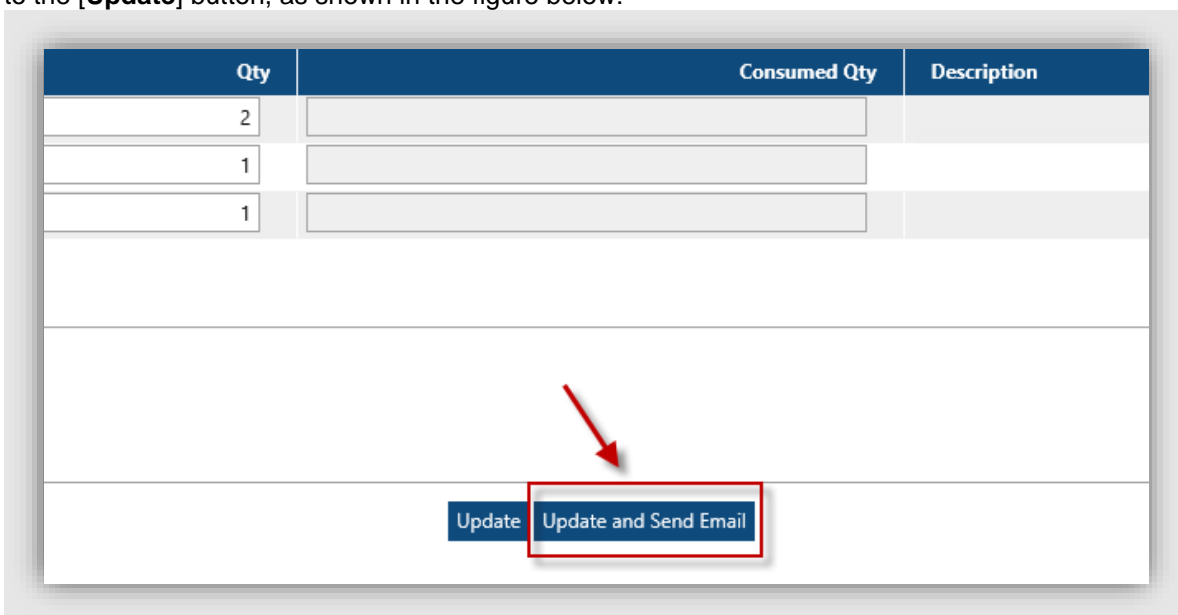 to the [Update] button, as shown in the figure below.
Qty Consumed Qty Description
2
1
1
Update Update and Send Email